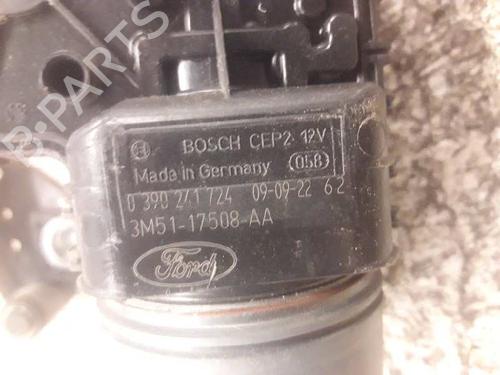 B-PARTS
BOSCH CEP2 12V
Made in Germany 058
0 390 241 724 09-09-22 62
3M51-17508-AA
Ford